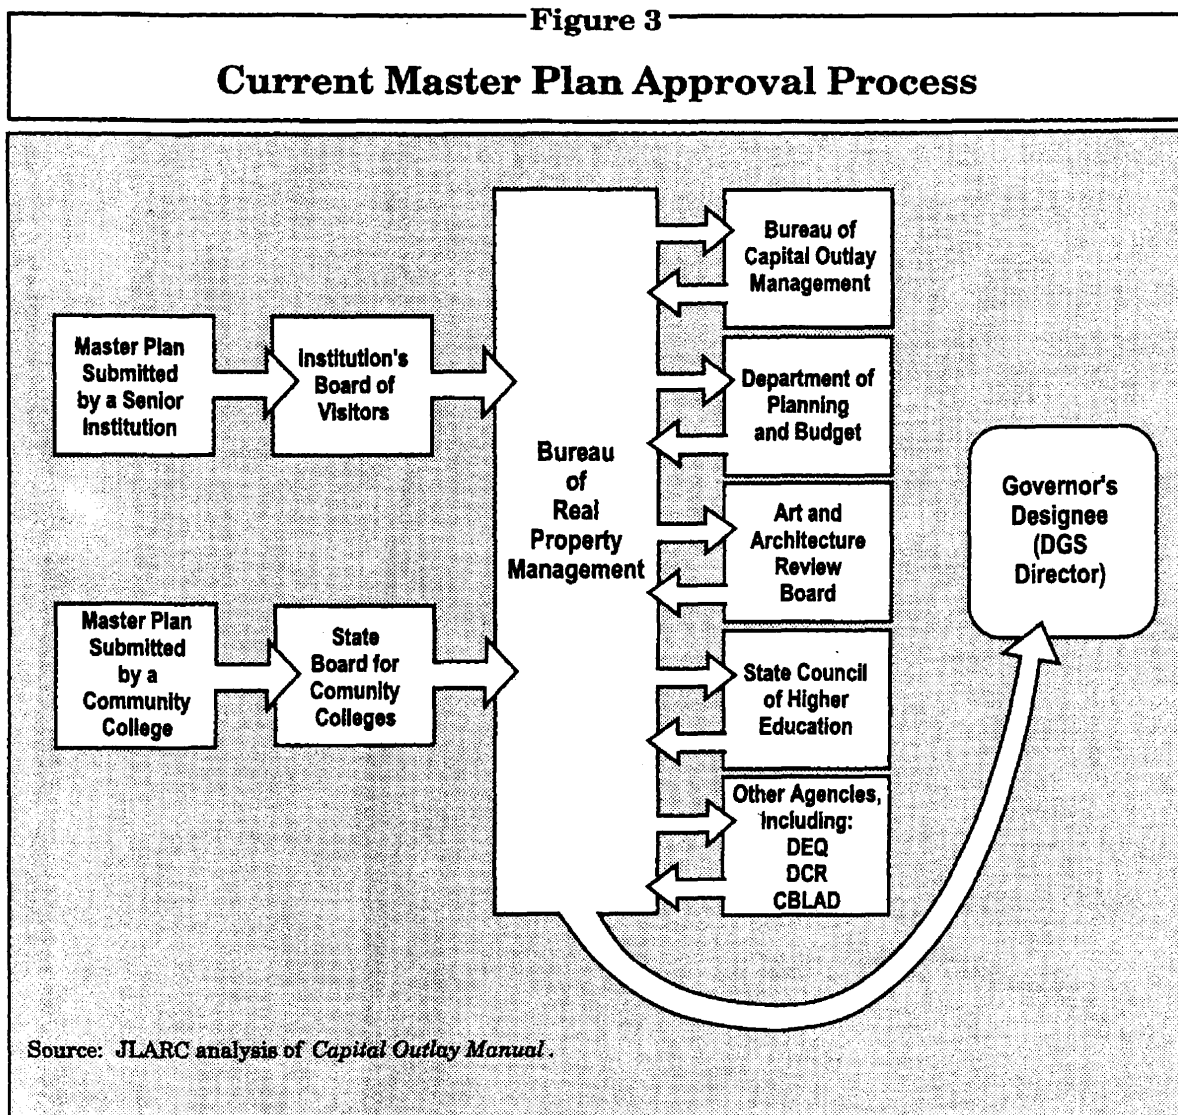 Figure 3
Current Master Plan Approval Process
Master Plan
Submitted
by a Senior
Institution
Institution's
Board of
Visitors
Master Plan
Submitted
by a
Community
College
State
Board for
Comunity
Colleges
Bureau
of
Real
Property
Management
Bureau of
Capital Outlay
Management
Department of
Planning
and Budget
Art and
Architecture
Review
Board
State Council
of Higher
Education
Other Agencies,
Including:
DEQ
DCR
CBLAD
Governor's
Designee
(DGS
Director)
Source: JLARC analysis of Capital Outlay Manual.